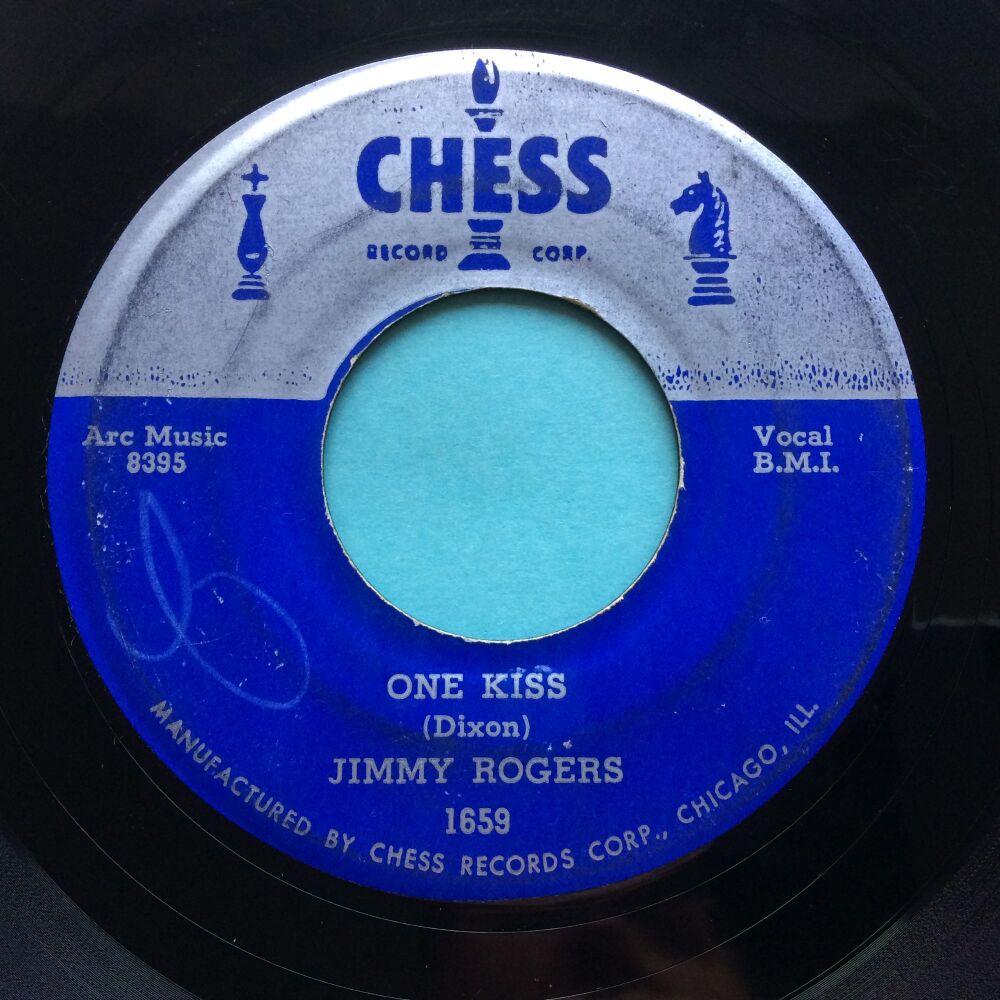 CHESS
RECORD CORP.
Arc Music
8395
Vocal
B.M.I.
ONE KISS
(Dixon)
JIMMY ROGERS
1659
MANUFACTURED BY CHESS RECORDS CORP., CHICAGO, ILL.